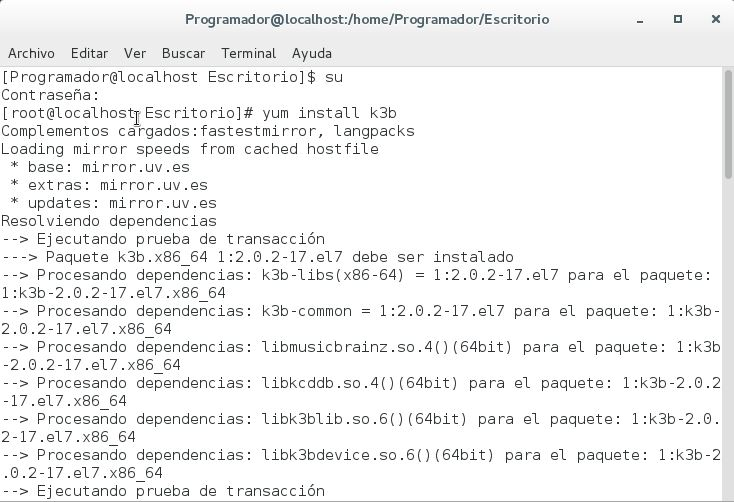 Programador@localhost:/home/Programador/Escritorio
Archivo Editar Ver Buscar Terminal Ayuda
[Programador@localhost Escritorio]$ su
Contraseña:
[root@localhost Escritorio]# yum install k3b
Complementos cargados:fastestmirror, langpacks
Loading mirror speeds from cached hostfile
 * base: mirror.uv.es
 * extras: mirror.uv.es
 * updates: mirror.uv.es
Resolviendo dependencias
--> Ejecutando prueba de transacción
---> Paquete k3b.x86_64 1:2.0.2-17.el7 debe ser instalado
--> Procesando dependencias: k3b-libs(x86-64) = 1:2.0.2-17.el7 para el paquete:
1:k3b-2.0.2-17.el7.x86_64
--> Procesando dependencias: k3b-common = 1:2.0.2-17.el7 para el paquete: 1:k3b-
2.0.2-17.el7.x86_64
--> Procesando dependencias: libmusicbrainz.so.4()(64bit) para el paquete: 1:k3b
-2.0.2-17.el7.x86_64
--> Procesando dependencias: libkcddb.so.4()(64bit) para el paquete: 1:k3b-2.0.2
-17.el7.x86_64
--> Procesando dependencias: libk3blib.so.6()(64bit) para el paquete: 1:k3b-2.0.
2-17.el7.x86_64
--> Procesando dependencias: libk3bdevice.so.6()(64bit) para el paquete: 1:k3b-2
.0.2-17.el7.x86_64
--> Ejecutando prueba de transacción